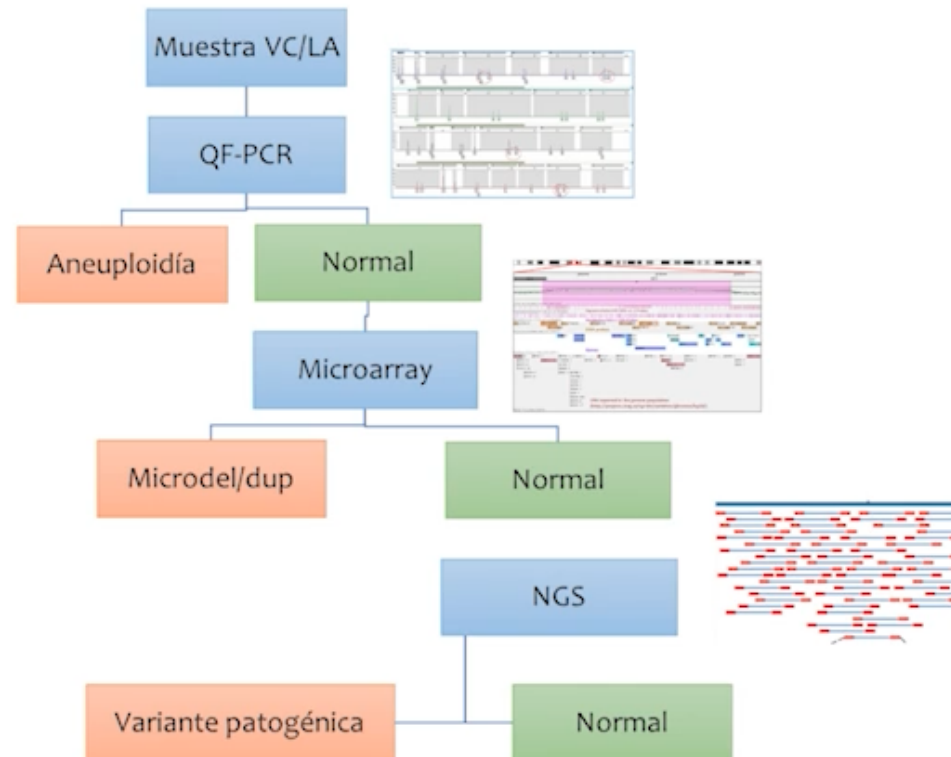 Muestra VC/LA
QF-PCR
Aneuploidía
Normal
Microarray
Microdel/dup
Normal
NGS
Variante patogénica
Normal